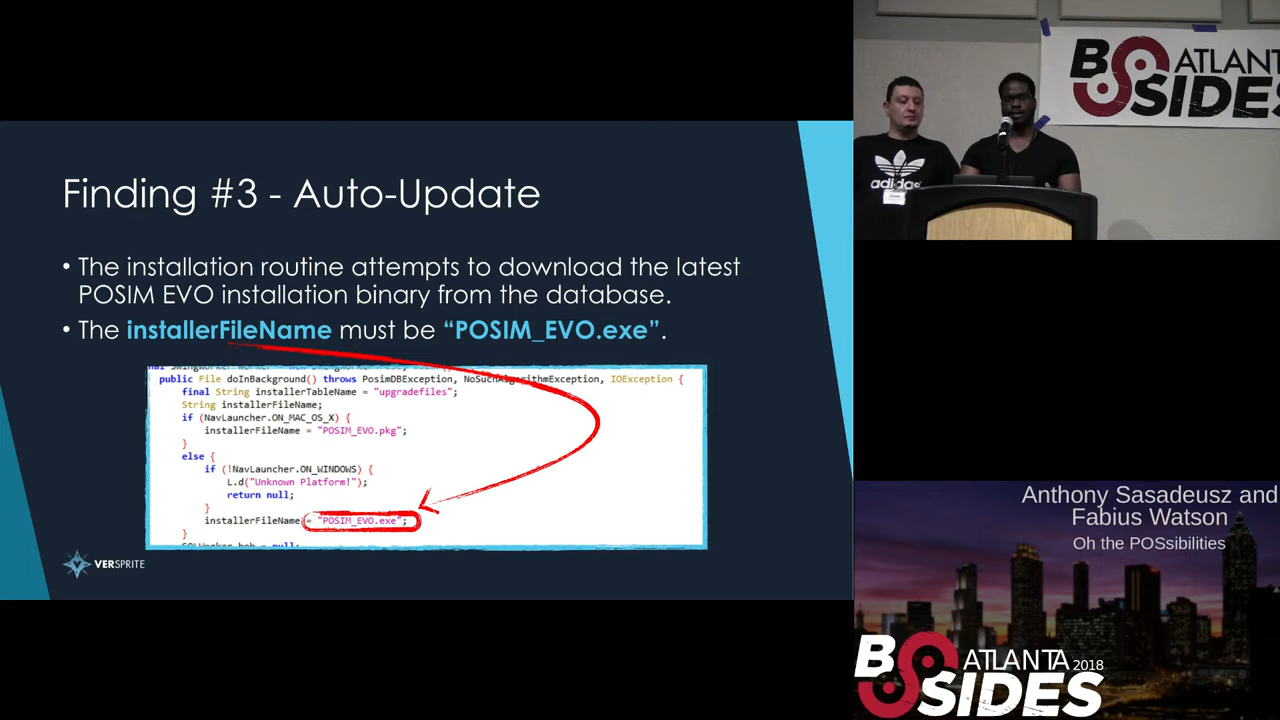 Finding #3 - Auto-Update
• The installation routine attempts to download the latest
POSIM EVO installation binary from the database.
• The installerFileName must be “POSIM_EVO.exe”.
public File doInBackground() throws PosimDBException, NoSuchAlgorithmException, IOException {
final String installerTableName = "upgradefiles";
String installerFileName;
if (NavLauncher.ON_MAC_OS_X) {
installerFileName = "POSIM_EVO.pkg";
}
else {
if (!NavLauncher.ON_WINDOWS) {
L.d("Unknown Platform!");
return null;
}
installerFileName = "POSIM_EVO.exe";
}
VERSPRITE
BSIDES ATLANTA
adidas
Anthony Sasadeusz and
Fabius Watson
Oh the POSsibilities
BSIDES ATLANTA 2018